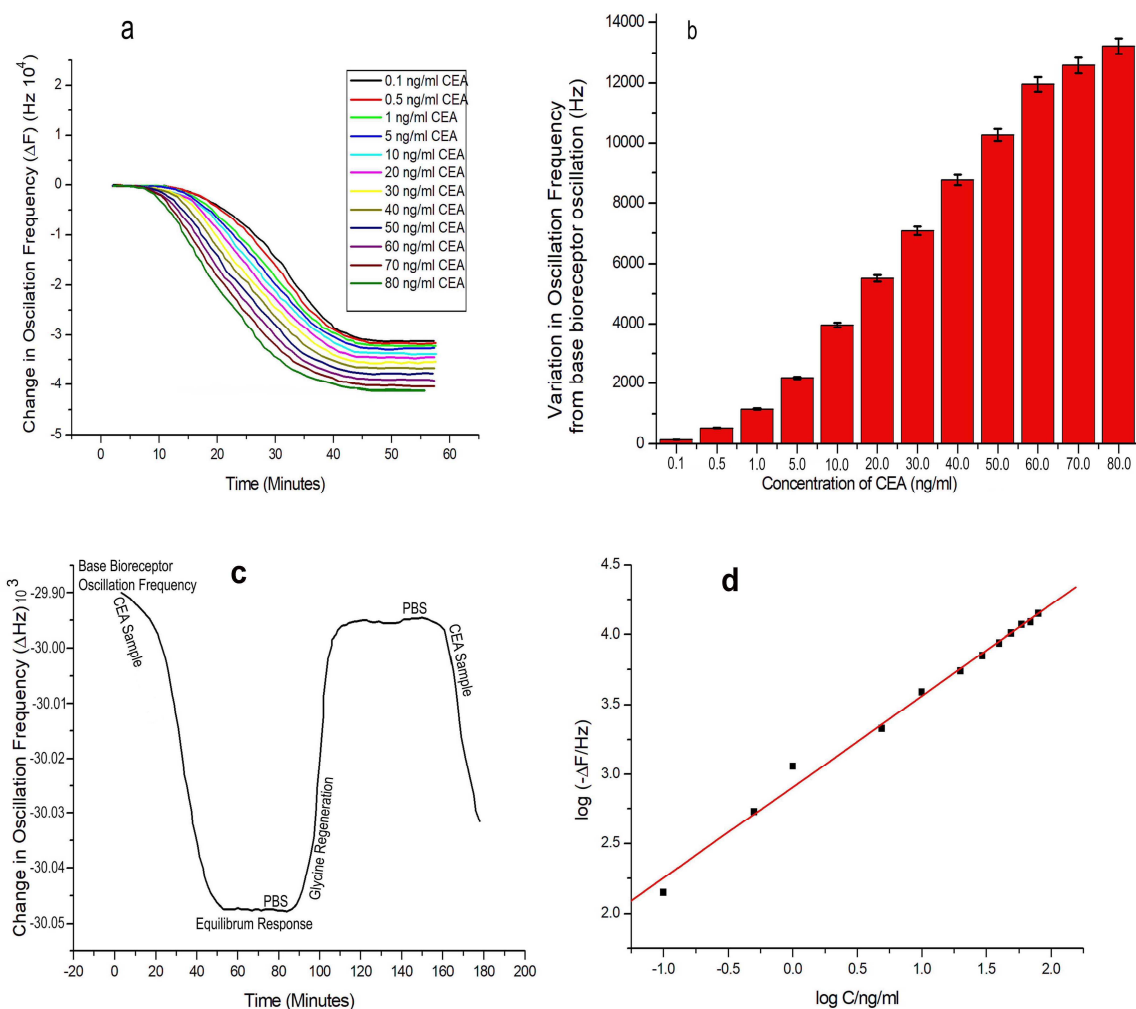 a
Change in Oscillation Frequency (ΔF) (Hz 10⁴)
2
1
0
-1
-2
-3
-4
-5
0.1 ng/ml CEA
0.5 ng/ml CEA
1 ng/ml CEA
5 ng/ml CEA
10 ng/ml CEA
20 ng/ml CEA
30 ng/ml CEA
40 ng/ml CEA
50 ng/ml CEA
60 ng/ml CEA
70 ng/ml CEA
80 ng/ml CEA
0 10 20 30 40 50 60
Time (Minutes)
b
Variation in Oscillation Frequency
from base bioreceptor oscillation (Hz)
14000
12000
10000
8000
6000
4000
2000
0
0.1 0.5 1.0 5.0 10.0 20.0 30.0 40.0 50.0 60.0 70.0 80.0
Concentration of CEA (ng/ml)
c
Change in Oscillation Frequency (ΔHz)10³
-29.90
-30.00
-30.01
-30.02
-30.03
-30.04
-30.05
Base Bioreceptor
Oscillation Frequency
CEA Sample
PBS
Equilibrum Response
Glycine Regeneration
PBS
CEA Sample
-20 0 20 40 60 80 100 120 140 160 180 200
Time (Minutes)
d
log (-ΔF/Hz)
4.5
4.0
3.5
3.0
2.5
2.0
-1.0 -0.5 0.0 0.5 1.0 1.5 2.0
log C/ng/ml